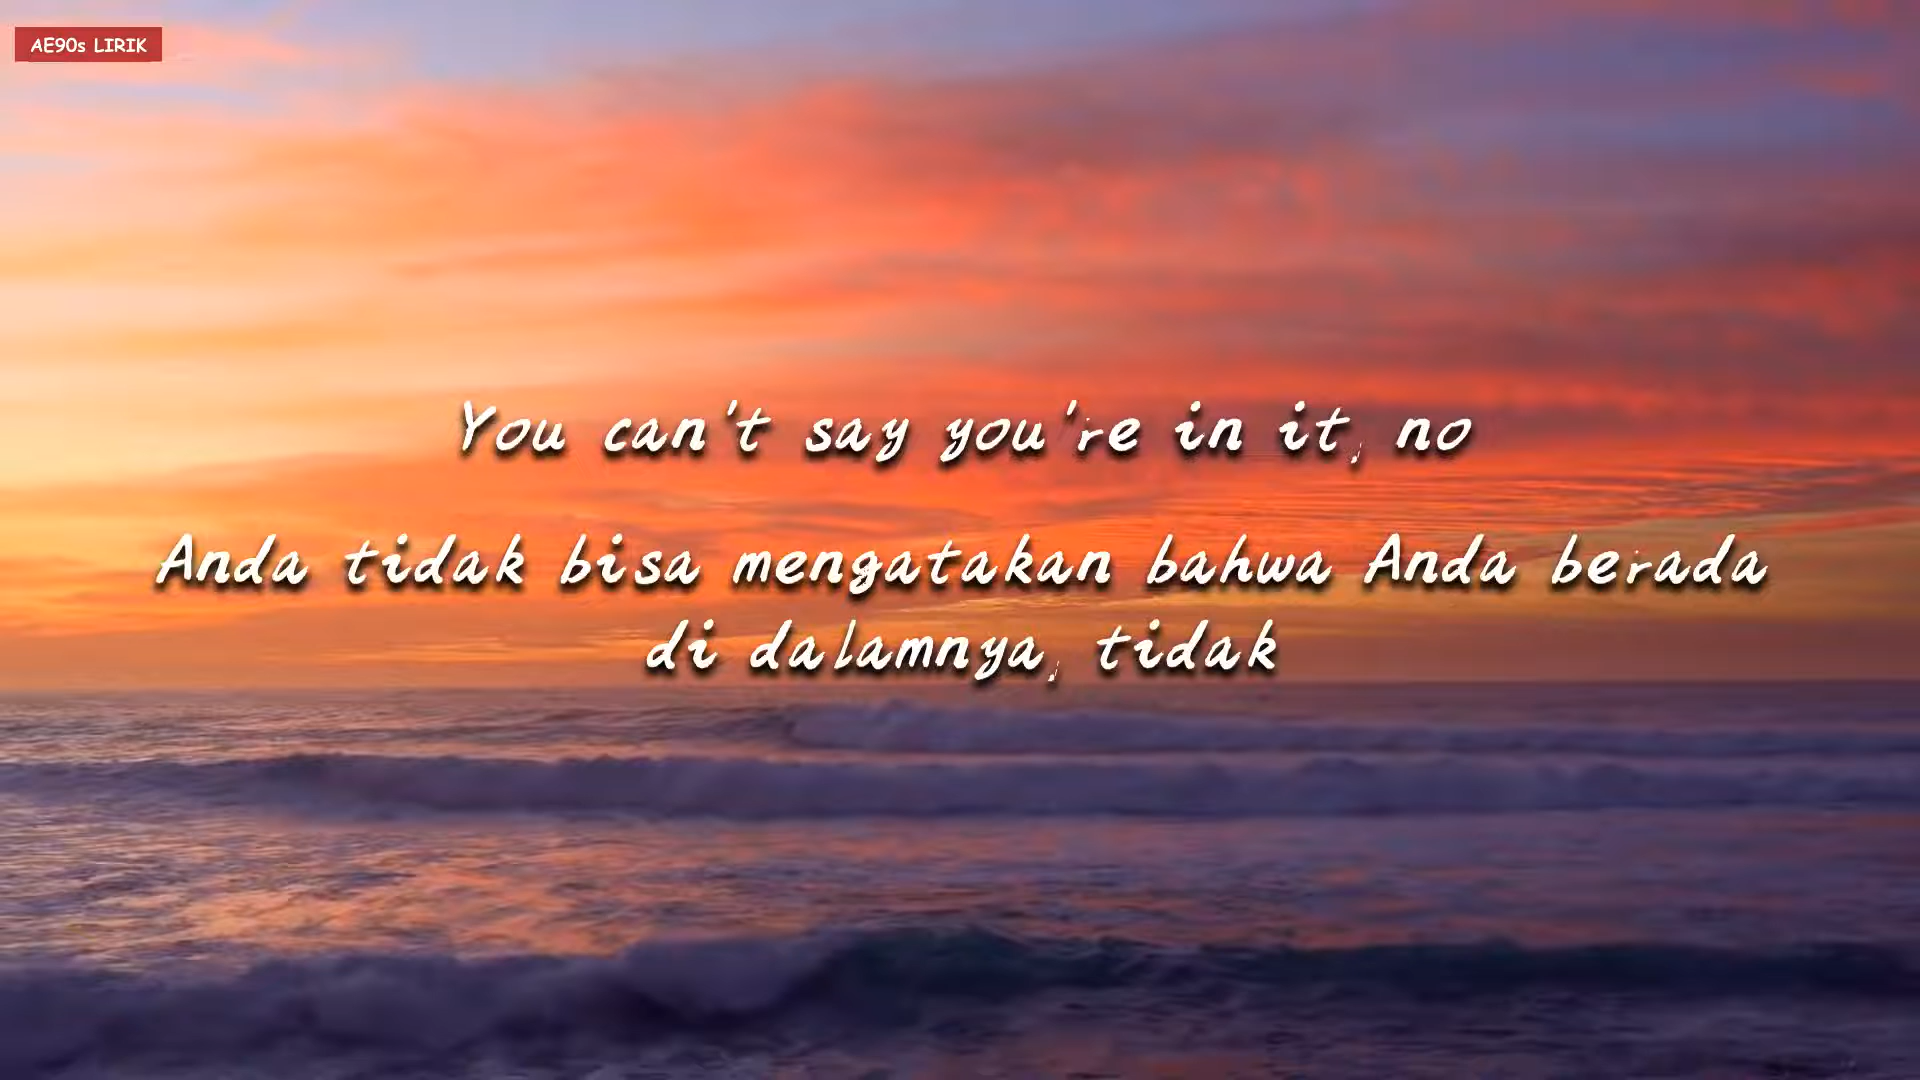 AE90s LIRIK
You can't say you're in it, no
Anda tidak bisa mengatakan bahwa Anda berada
di dalamnya, tidak